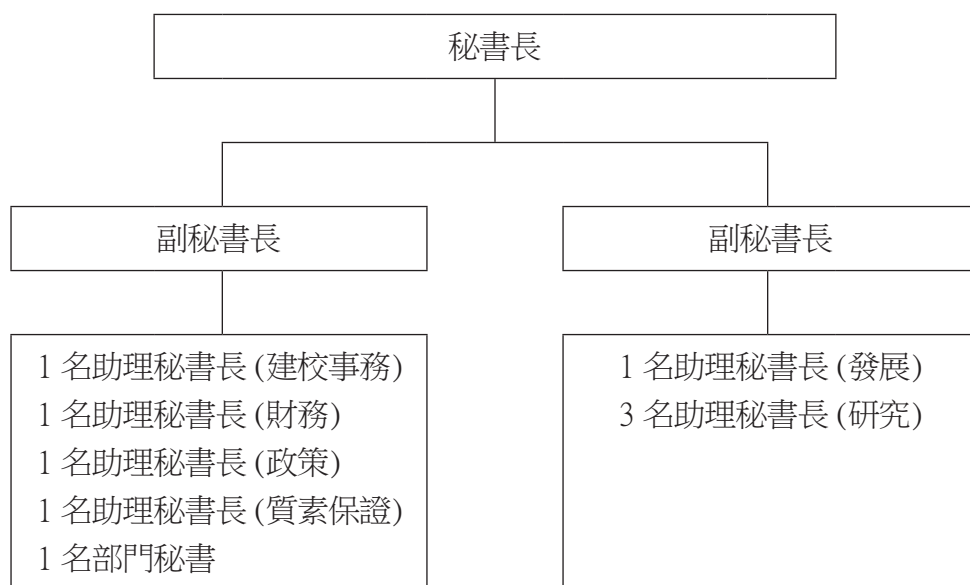 秘書長
副秘書長
副秘書長
1 名助理秘書長 (建校事務)
1 名助理秘書長 (財務)
1 名助理秘書長 (政策)
1 名助理秘書長 (質素保證)
1 名部門秘書
1 名助理秘書長 (發展)
3 名助理秘書長 (研究)